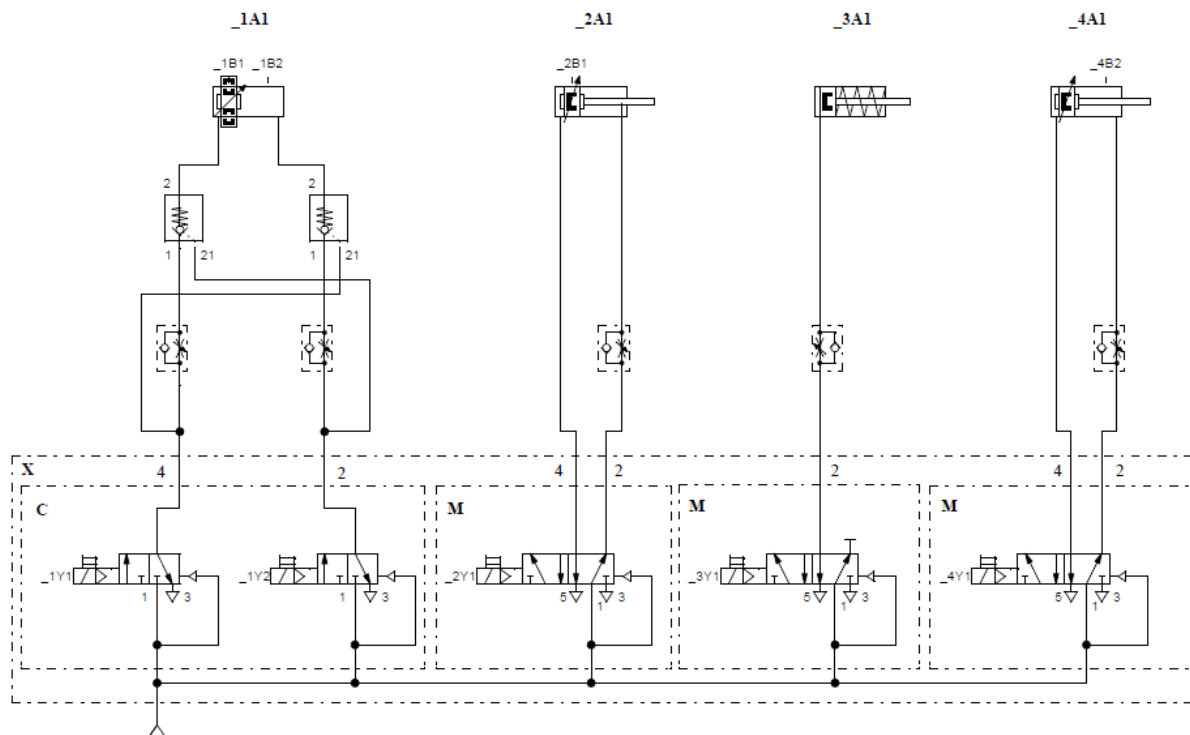 _1A1 _2A1 _3A1 _4A1
_1B1 _1B2 _2B1 _4B2
2 2
1 21 1 21
X 4 2 4 2 2 4 2
C M M M
_1Y1 _1Y2 _2Y1 _3Y1 _4Y1
1 3 1 3 5 1 3 5 1 3 5 1 3